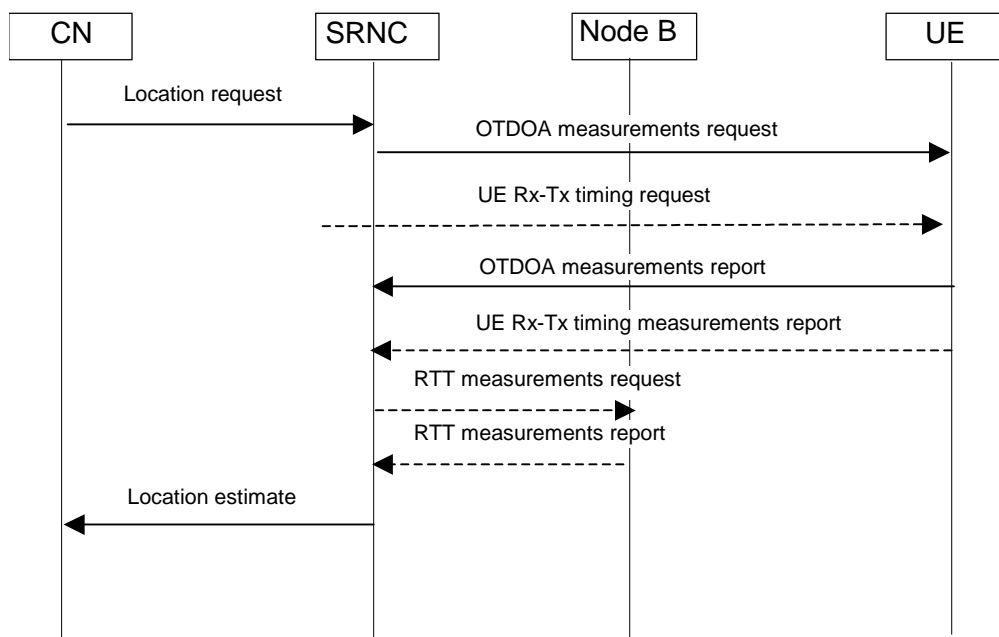 CN
SRNC
Node B
UE
Location request
OTDOA measurements request
UE Rx-Tx timing request
OTDOA measurements report
UE Rx-Tx timing measurements report
RTT measurements request
RTT measurements report
Location estimate